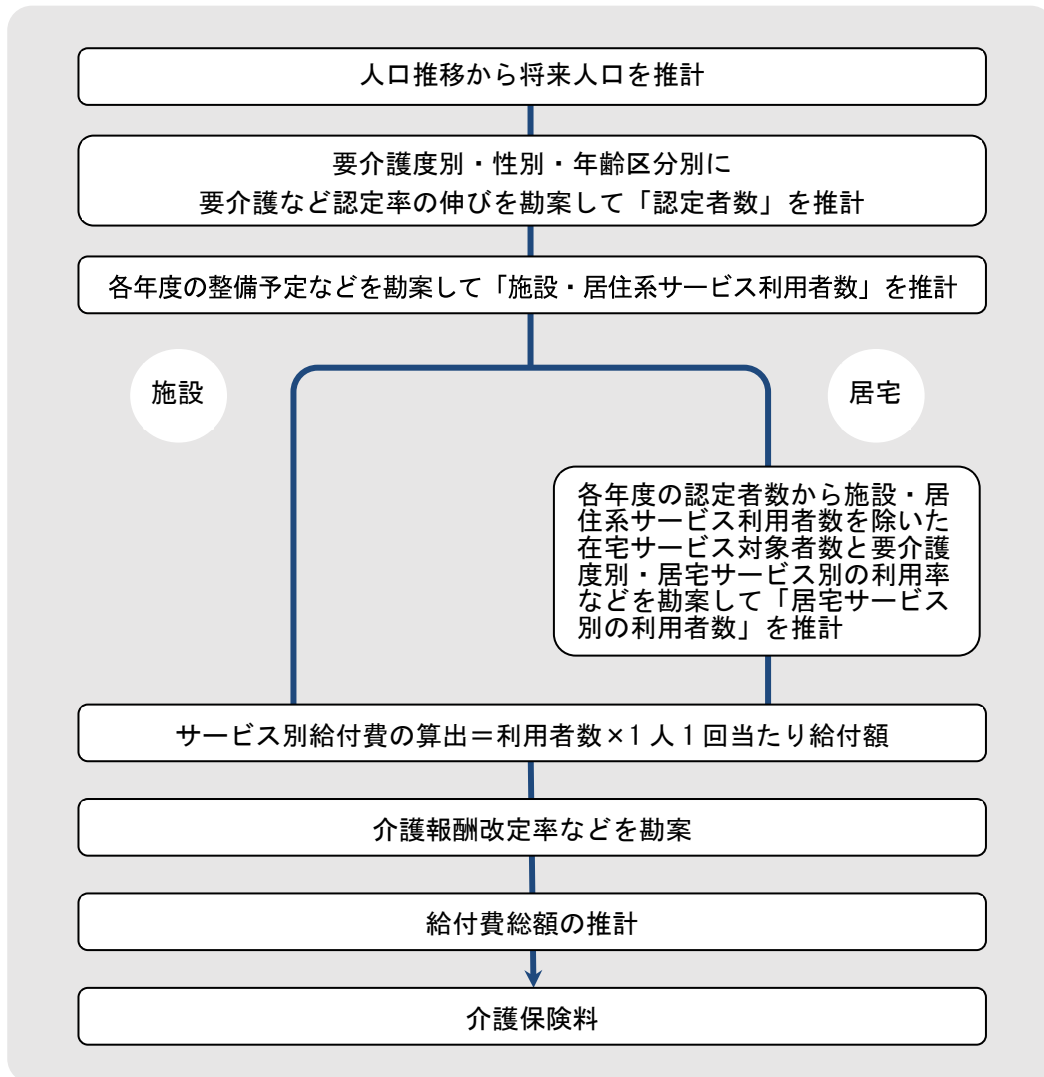 人口推移から将来人口を推計
要介護度別・性別・年齢区分別に
要介護など認定率の伸びを勘案して「認定者数」を推計
各年度の整備予定などを勘案して「施設・居住系サービス利用者数」を推計
施設
居宅
各年度の認定者数から施設・居
住系サービス利用者数を除いた
在宅サービス対象者数と要介護
度別・居宅サービス別の利用率
などを勘案して「居宅サービス
別の利用者数」を推計
サービス別給付費の算出＝利用者数×1人1回当たり給付額
介護報酬改定率などを勘案
給付費総額の推計
介護保険料